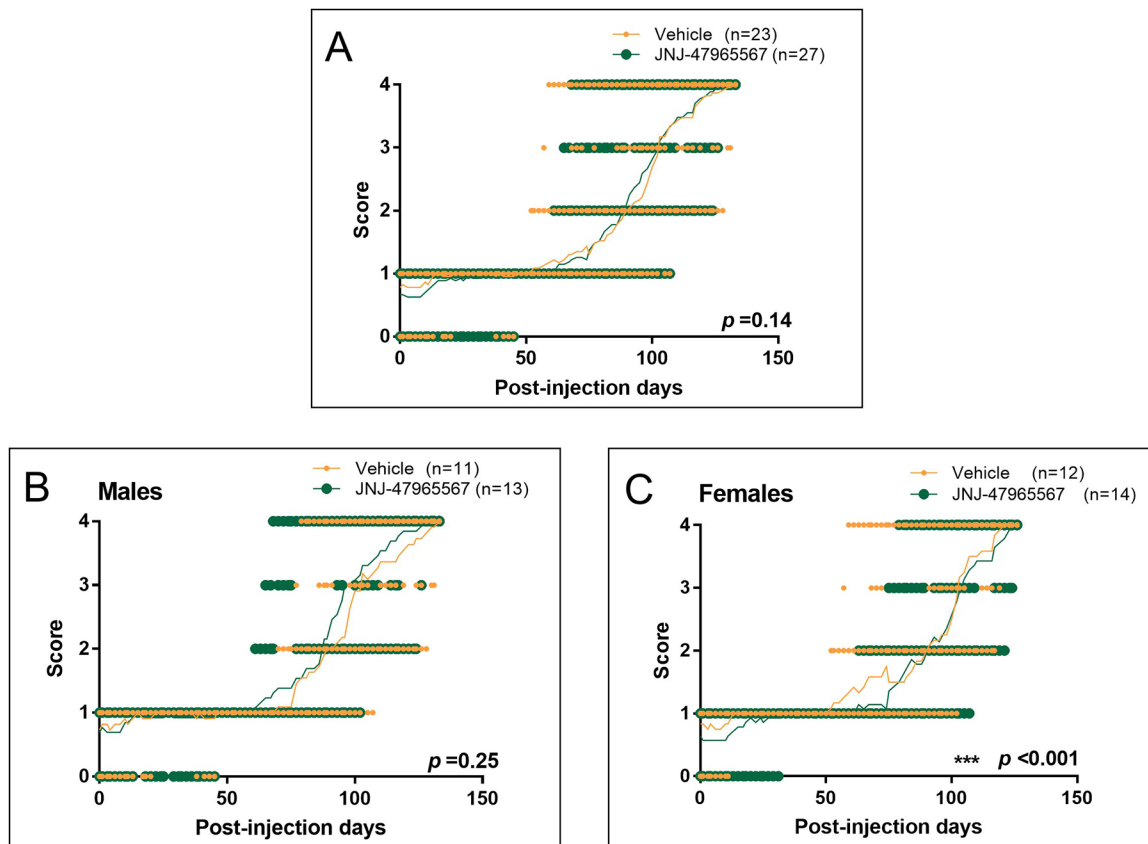 A
Vehicle (n=23)
JNJ-47965567 (n=27)
4
3
2
1
0
Score
p=0.14
0 50 100 150
Post-injection days
B
Males
Vehicle (n=11)
JNJ-47965567 (n=13)
4
3
2
1
0
Score
p=0.25
0 50 100 150
Post-injection days
C
Females
Vehicle (n=12)
JNJ-47965567 (n=14)
4
3
2
1
0
Score
*** p <0.001
0 50 100 150
Post-injection days